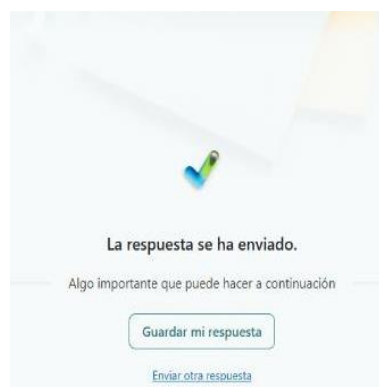 La respuesta se ha enviado.
Algo importante que puede hacer a continuación
Guardar mi respuesta
Enviar otra respuesta